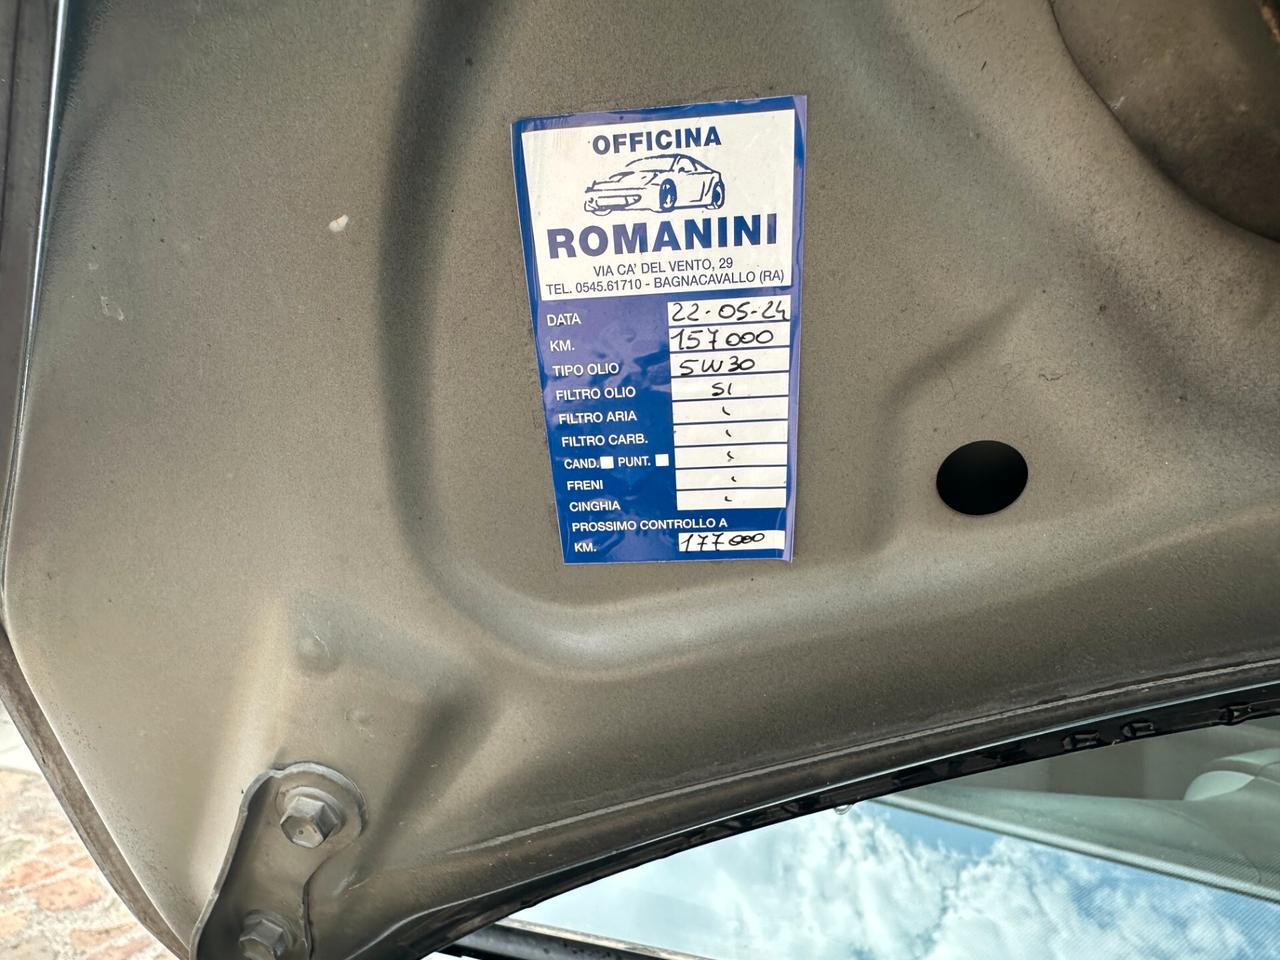 OFFICINA
ROMANINI
VIA CA' DEL VENTO, 29
TEL. 0545.61710 - BAGNACAVALLO (RA)
DATA 22-05-24
KM. 157000
TIPO OLIO 5W30
FILTRO OLIO SI
FILTRO ARIA
FILTRO CARB.
CAND. PUNT.
FRENI
CINGHIA
PROSSIMO CONTROLLO A
KM. 177000